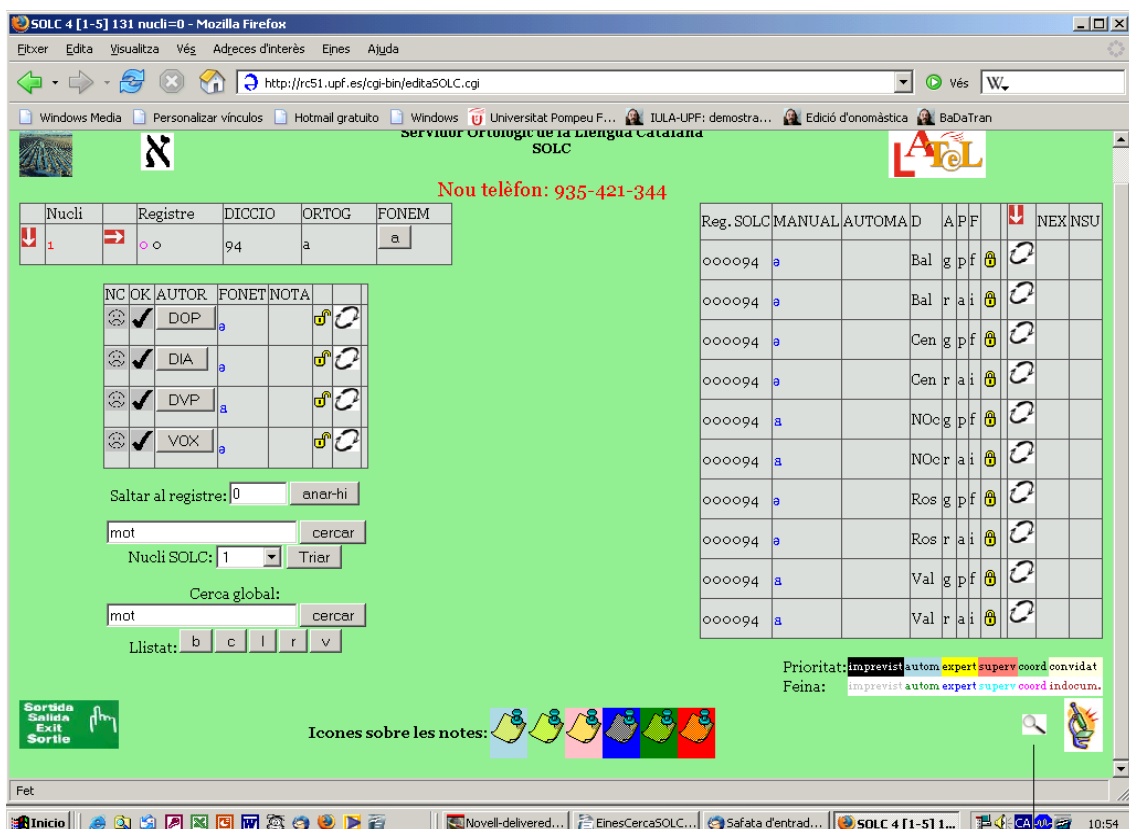 SOLC 4 [1-5] 131 nucli=0 - Mozilla Firefox
Fitxer Edita Visualitza Vés Adreces d'interès Eines Ajuda
http://rc51.upf.es/cgi-bin/editaSOLC.cgi Vés W.
Windows Media Personalizar vínculos Hotmail gratuito Windows Universitat Pompeu F... IULA-UPF: demostra... Edició d'onomàstica BaDaTran
Servidor Ortològic de la Llengua Catalana
SOLC
א
LATeL
Nou telèfon: 935-421-344
Nucli Registre DICCIO ORTOG FONEM
1 o o 94 a a
NC OK AUTOR FONET NOTA
DOP ə
DIA ə
DVP a
VOX ə
Saltar al registre: 0 anar-hi
mot cercar
Nucli SOLC: 1 Triar
Cerca global:
mot cercar
Llistat: b c l r v
Reg. SOLC MANUAL AUTOMA D A P F NEX NSU
000094 ə Bal g p f
000094 ə Bal r a i
000094 ə Cen g p f
000094 ə Cen r a i
000094 a NOc g p f
000094 a NOc r a i
000094 ə Ros g p f
000094 ə Ros r a i
000094 a Val g p f
000094 a Val r a i
Prioritat: imprevist autom expert superv coord convidat
Feina: imprevist autom expert superv coord indocum.
Sortida
Salida
Exit
Sortie
Icones sobre les notes:
Fet
Inicio Novell-delivered... EinesCercaSOLC... Safata d'entrad... SOLC 4 [1-5] 1... CA 10:54